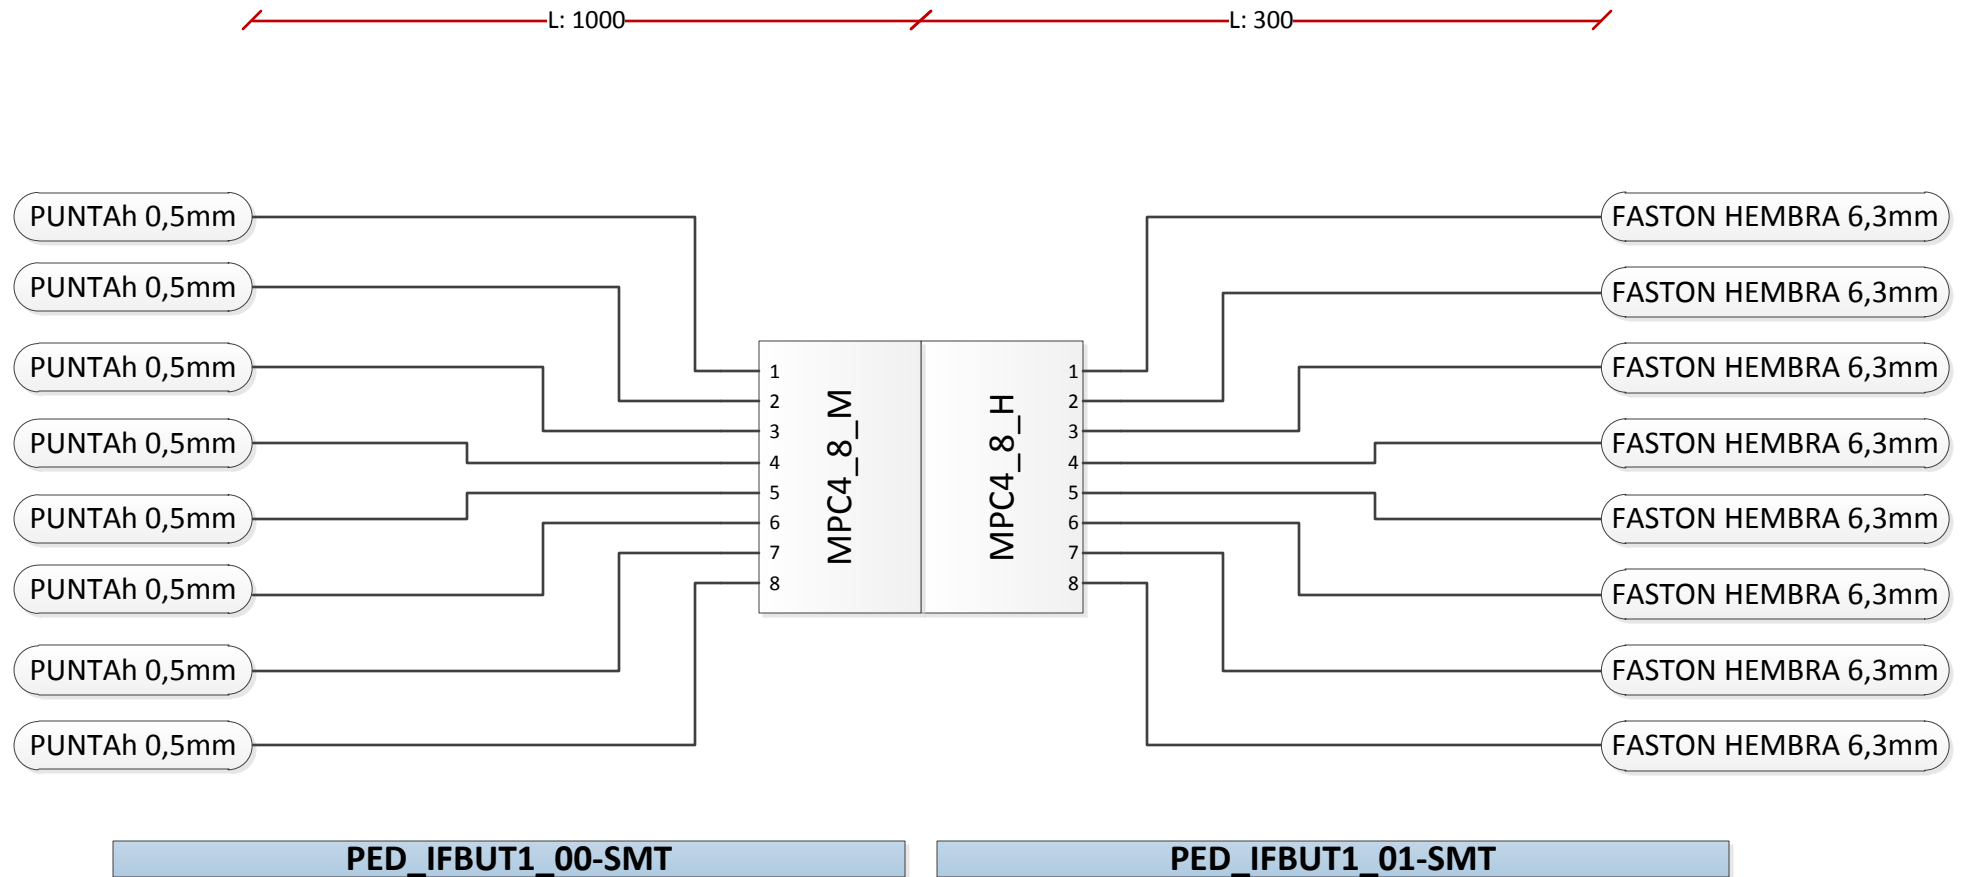 L: 1000
L: 300
PUNTAh 0,5mm
PUNTAh 0,5mm
PUNTAh 0,5mm
PUNTAh 0,5mm
PUNTAh 0,5mm
PUNTAh 0,5mm
PUNTAh 0,5mm
PUNTAh 0,5mm
1
2
3
4
5
6
7
8
MPC4_8_M
MPC4_8_H
1
2
3
4
5
6
7
8
FASTON HEMBRA 6,3mm
FASTON HEMBRA 6,3mm
FASTON HEMBRA 6,3mm
FASTON HEMBRA 6,3mm
FASTON HEMBRA 6,3mm
FASTON HEMBRA 6,3mm
FASTON HEMBRA 6,3mm
FASTON HEMBRA 6,3mm
PED_IFBUT1_00-SMT
PED_IFBUT1_01-SMT